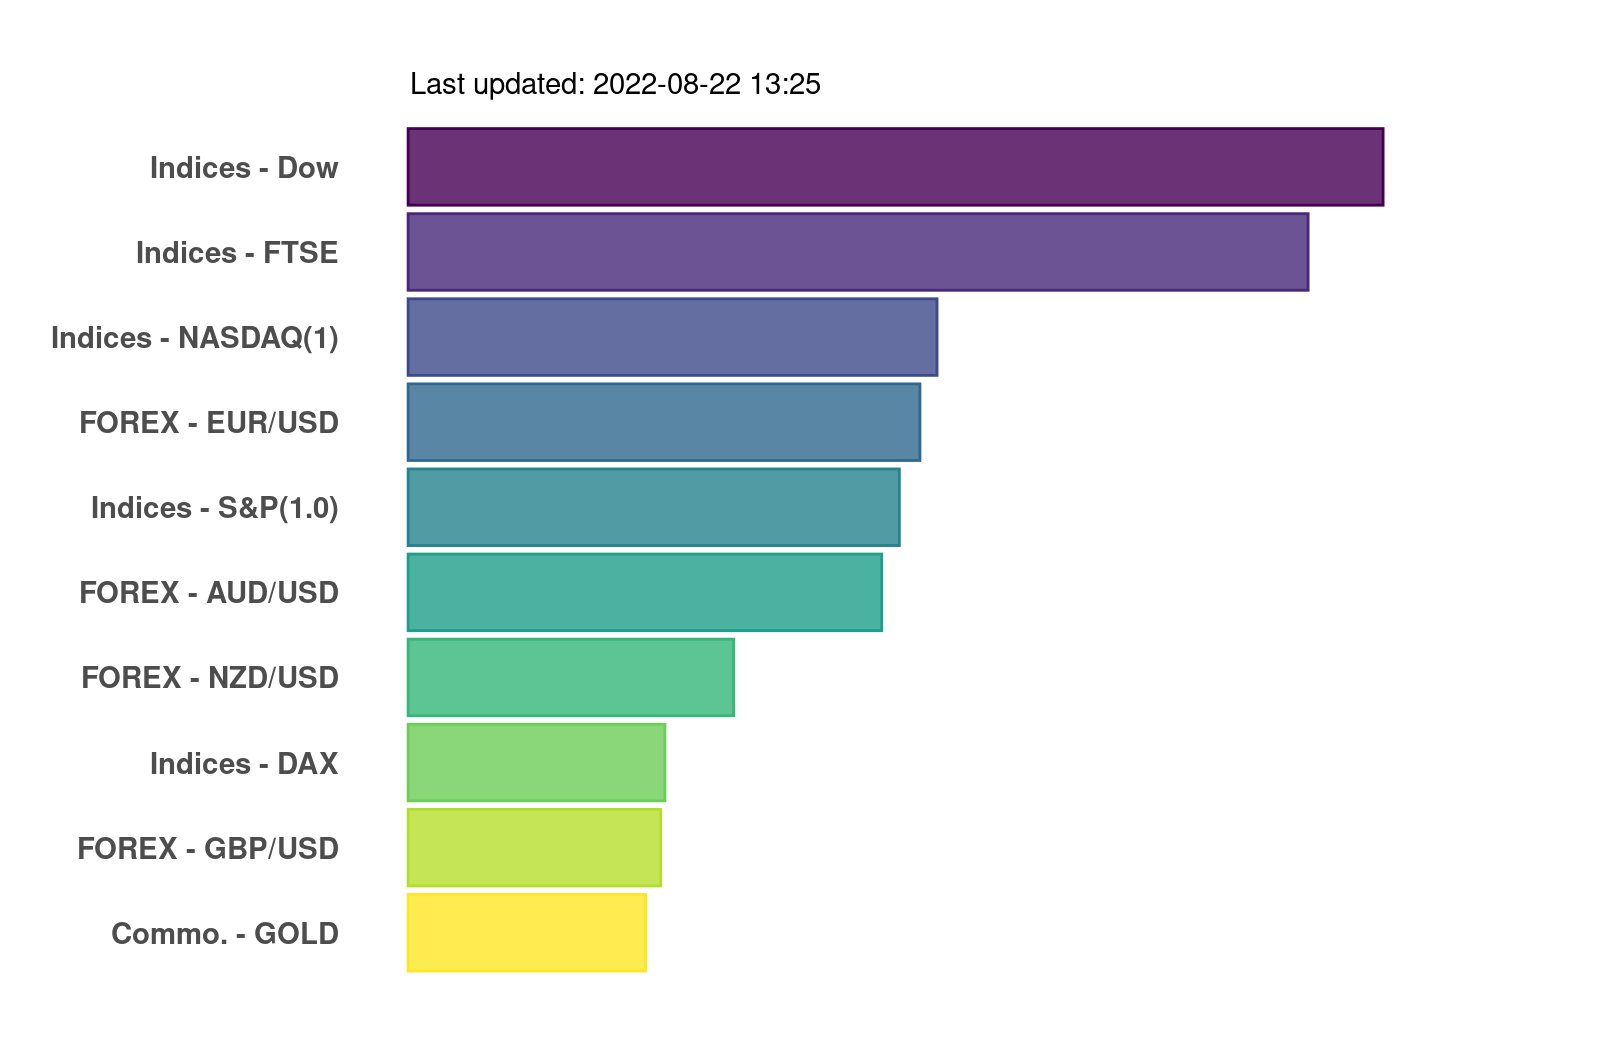 Last updated: 2022-08-22 13:25
Indices - Dow
Indices - FTSE
Indices - NASDAQ(1)
FOREX - EUR/USD
Indices - S&P(1.0)
FOREX - AUD/USD
FOREX - NZD/USD
Indices - DAX
FOREX - GBP/USD
Commo. - GOLD